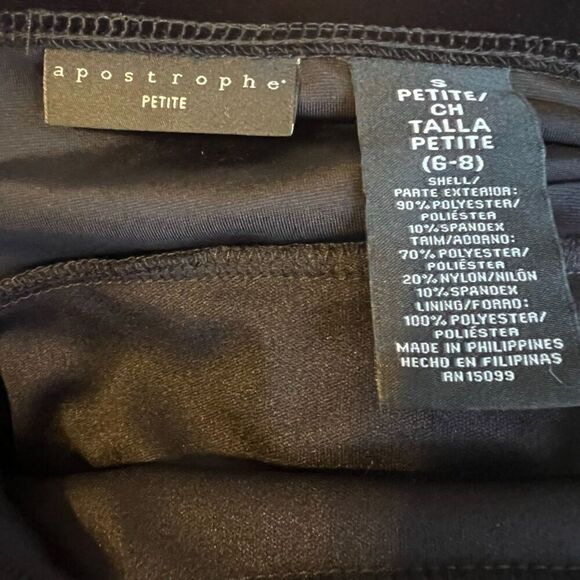 apostrophe®
PETITE
S
PETITE/
CH
TALLA
PETITE
(6-8)
SHELL/
PARTE EXTERIOR:
90% POLYESTER/
POLIÉSTER
10% SPANDEX
TRIM/ADORNO:
70% POLYESTER/
POLIÉSTER
20% NYLON/NILÓN
10% SPANDEX
LINING/FORRO:
100% POLYESTER/
POLIÉSTER
MADE IN PHILIPPINES
HECHO EN FILIPINAS
RN15099